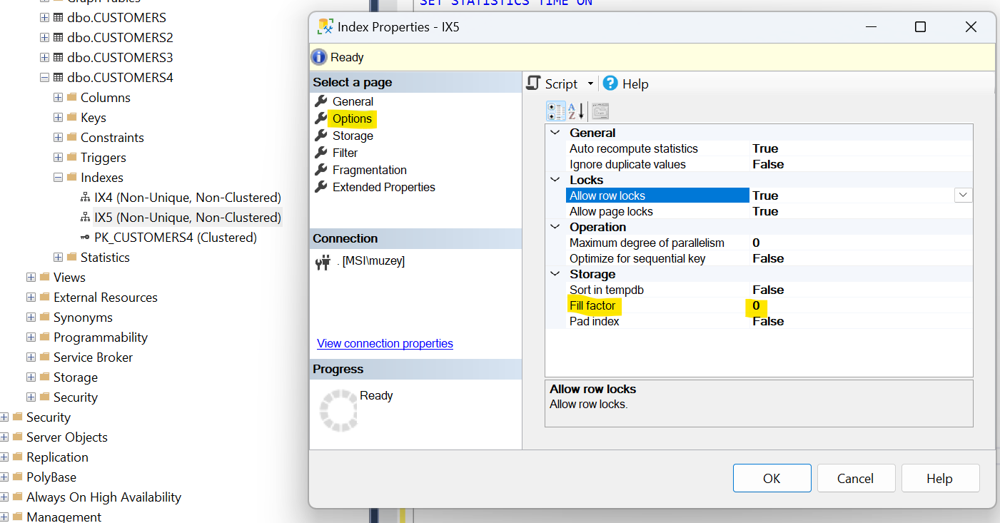 Graph Tables
dbo.CUSTOMERS
dbo.CUSTOMERS2
dbo.CUSTOMERS3
dbo.CUSTOMERS4
Columns
Keys
Constraints
Triggers
Indexes
IX4 (Non-Unique, Non-Clustered)
IX5 (Non-Unique, Non-Clustered)
PK_CUSTOMERS4 (Clustered)
Statistics
Views
External Resources
Synonyms
Programmability
Service Broker
Storage
Security
Security
Server Objects
Replication
PolyBase
Always On High Availability
Management
SET STATISTICS TIME ON
Index Properties - IX5
Ready
Select a page
General
Options
Storage
Filter
Fragmentation
Extended Properties
Connection
. [MSI\muzey]
View connection properties
Progress
Ready
Script Help
General
Auto recompute statistics True
Ignore duplicate values False
Locks
Allow row locks True
Allow page locks True
Operation
Maximum degree of parallelism 0
Optimize for sequential key False
Storage
Sort in tempdb False
Fill factor 0
Pad index False
Allow row locks
Allow row locks.
OK Cancel Help